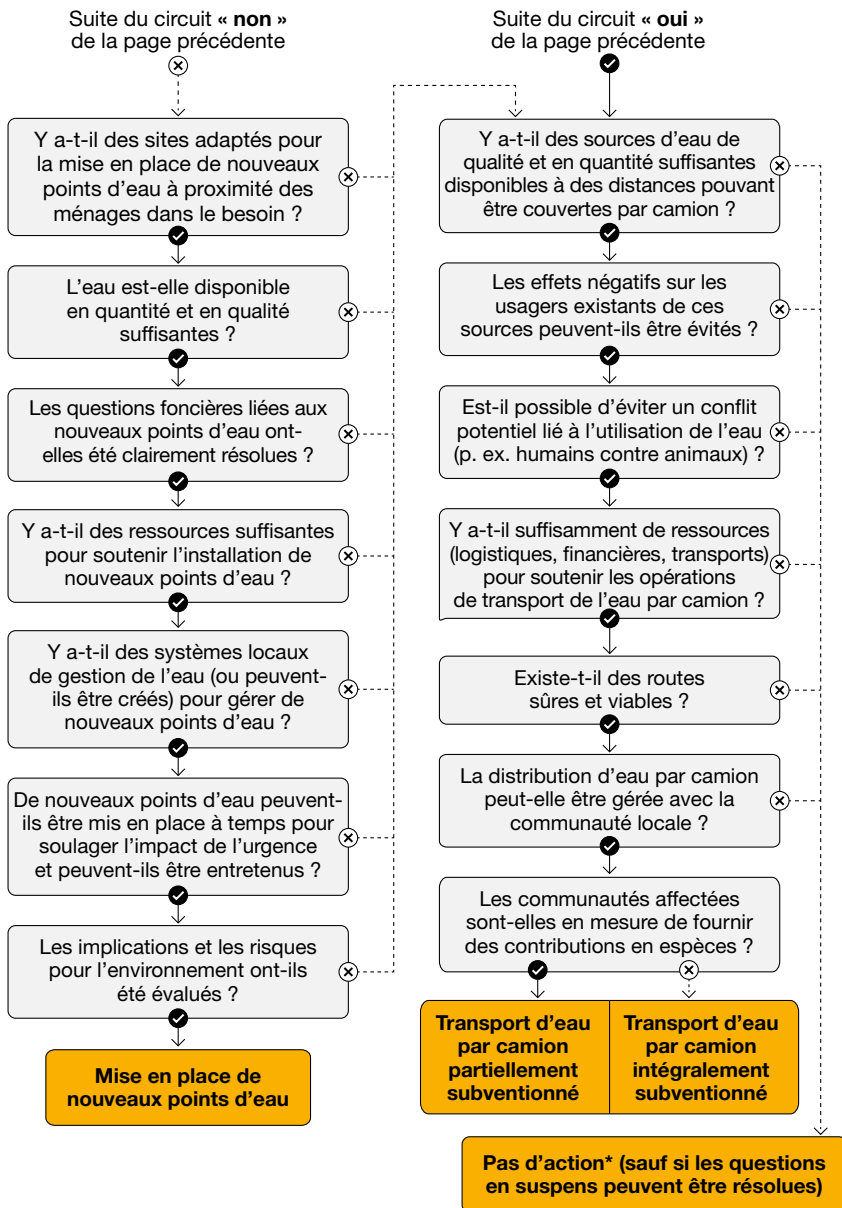 Suite du circuit « non »
de la page précédente
Y a-t-il des sites adaptés pour
la mise en place de nouveaux
points d'eau à proximité des
ménages dans le besoin ?
L'eau est-elle disponible
en quantité et en qualité
suffisantes ?
Les questions foncières liées aux
nouveaux points d'eau ont-
elles été clairement résolues ?
Y a-t-il des ressources suffisantes
pour soutenir l'installation de
nouveaux points d'eau ?
Y a-t-il des systèmes locaux
de gestion de l'eau (ou peuvent-
ils être créés) pour gérer de
nouveaux points d'eau ?
De nouveaux points d'eau peuvent-
ils être mis en place à temps pour
soulager l'impact de l'urgence
et peuvent-ils être entretenus ?
Les implications et les risques
pour l'environnement ont-ils
été évalués ?
Mise en place de
nouveaux points d'eau
Suite du circuit « oui »
de la page précédente
Y a-t-il des sources d'eau de
qualité et en quantité suffisantes
disponibles à des distances pouvant
être couvertes par camion ?
Les effets négatifs sur les
usagers existants de ces
sources peuvent-ils être évités ?
Est-il possible d'éviter un conflit
potentiel lié à l'utilisation de l'eau
(p. ex. humains contre animaux) ?
Y a-t-il suffisamment de ressources
(logistiques, financières, transports)
pour soutenir les opérations
de transport de l'eau par camion ?
Existe-t-il des routes
sûres et viables ?
La distribution d'eau par camion
peut-elle être gérée avec la
communauté locale ?
Les communautés affectées
sont-elles en mesure de fournir
des contributions en espèces ?
Transport d'eau
par camion
partiellement
subventionné
Transport d'eau
par camion
intégralement
subventionné
Pas d'action* (sauf si les questions
en suspens peuvent être résolues)